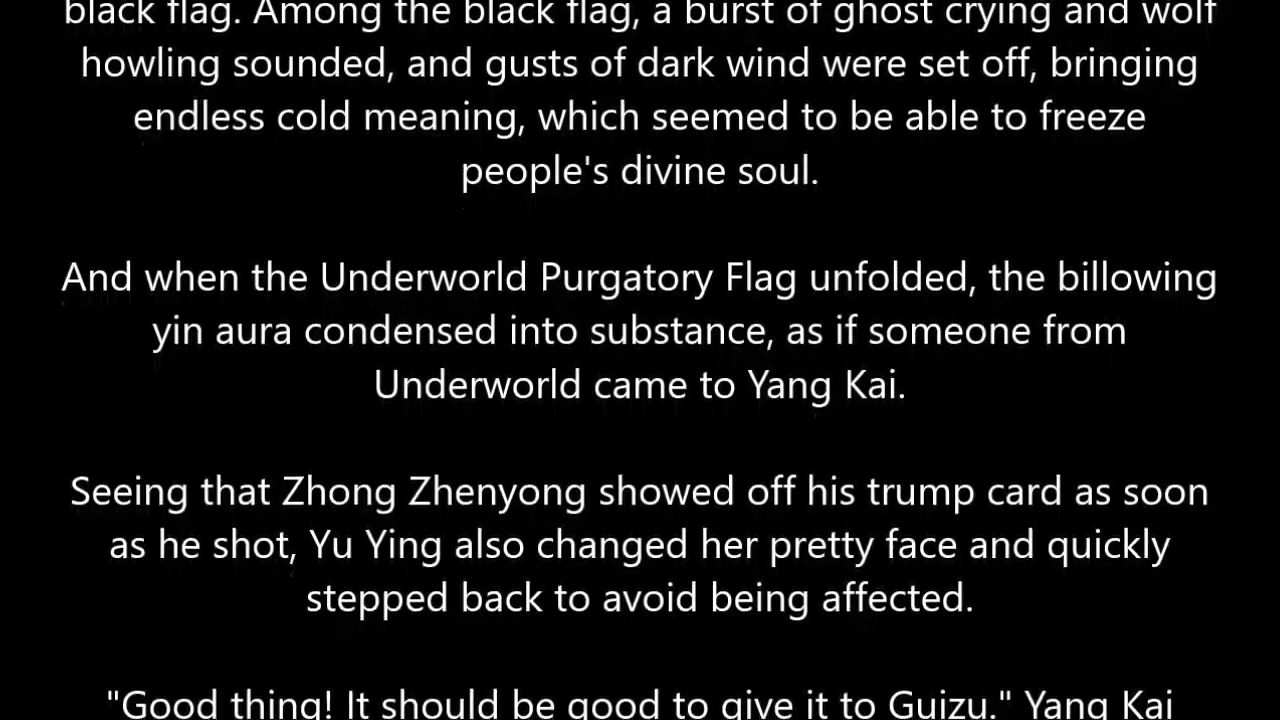 black flag. Among the black flag, a burst of ghost crying and wolf
howling sounded, and gusts of dark wind were set off, bringing
endless cold meaning, which seemed to be able to freeze
people's divine soul.
And when the Underworld Purgatory Flag unfolded, the billowing
yin aura condensed into substance, as if someone from
Underworld came to Yang Kai.
Seeing that Zhong Zhenyong showed off his trump card as soon
as he shot, Yu Ying also changed her pretty face and quickly
stepped back to avoid being affected.
"Good thing! It should be good to give it to Guizu." Yang Kai